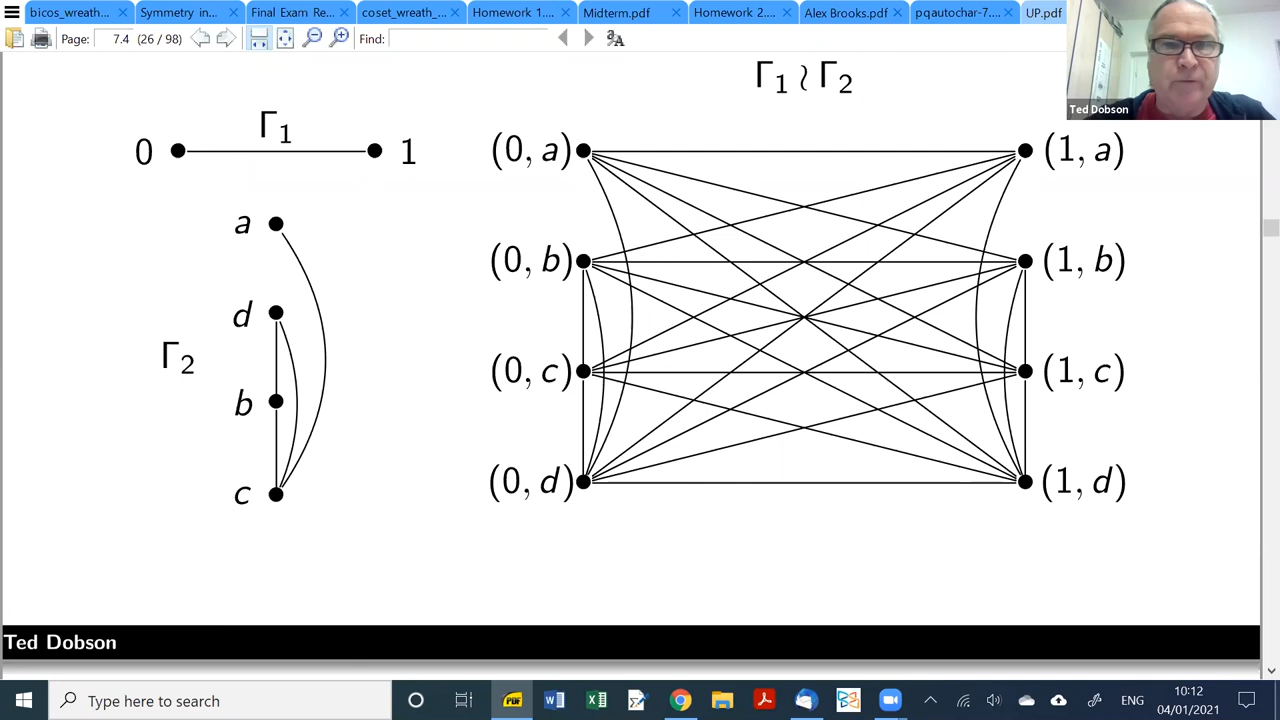 bicos_wreath... Symmetry in... Final Exam Re... coset_wreath_... Homework 1.... Midterm.pdf Homework 2.... Alex Brooks.pdf pqautochar-7.... UP.pdf
Page: 7.4 (26 / 98) Find:
Ted Dobson
Γ₁ ≀ Γ₂
Γ₁
0 1
a
d
Γ₂
b
c
(0, a) (1, a)
(0, b) (1, b)
(0, c) (1, c)
(0, d) (1, d)
Ted Dobson
Type here to search
ENG
10:12
04/01/2021